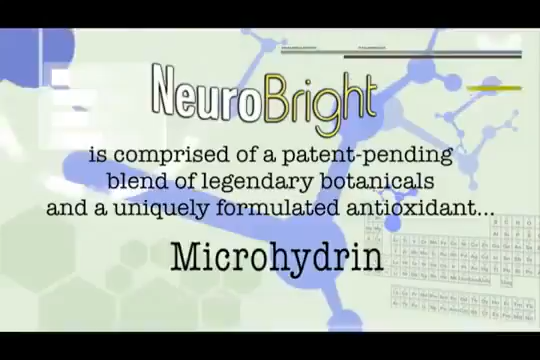 NeuroBright
is comprised of a patent-pending
blend of legendary botanicals
and a uniquely formulated antioxidant...
Microhydrin